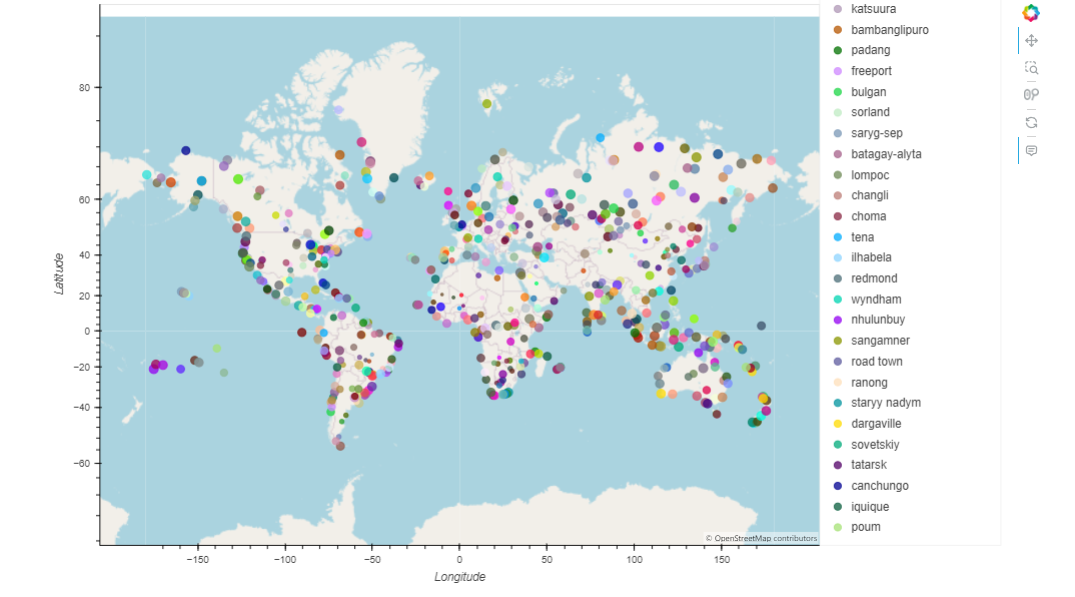 katsuura
bambanglipuro
padang
freeport
bulgan
sorland
saryg-sep
batagay-alyta
lompoc
changli
choma
tena
ilhabela
redmond
wyndham
nhulunbuy
sangamner
road town
ranong
staryy nadym
dargaville
sovetskiy
tatarsk
canchungo
iquique
poum
80
60
40
20
0
−20
−40
−60
Latitude
© OpenStreetMap contributors
−150
−100
−50
0
50
100
150
Longitude